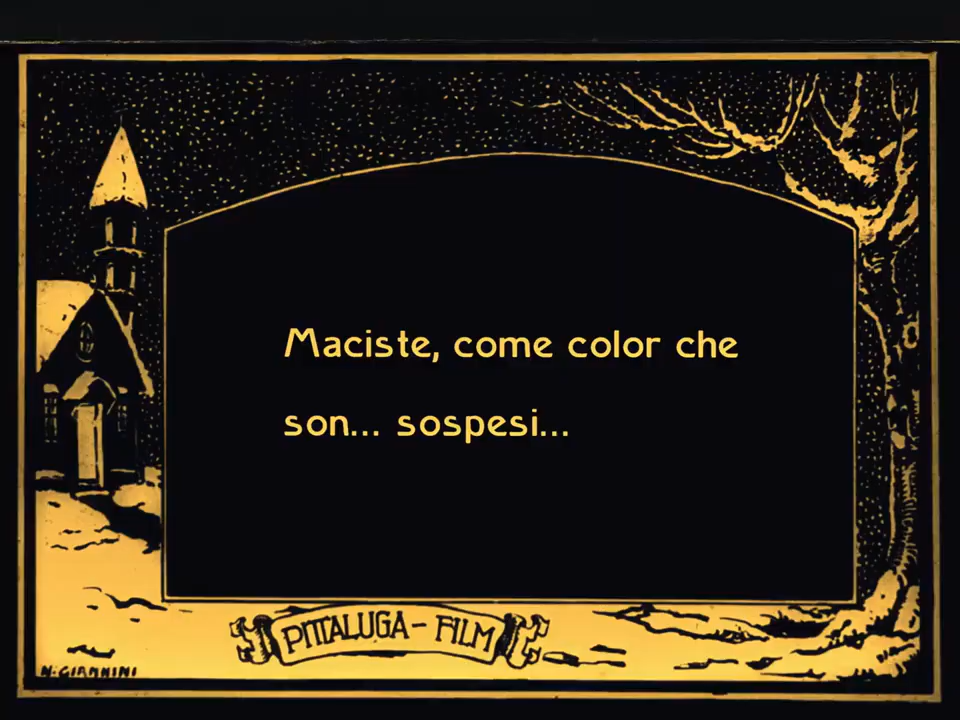 Maciste, come color che
son... sospesi...
PITTALUGA - FILM
N. GIANNINI